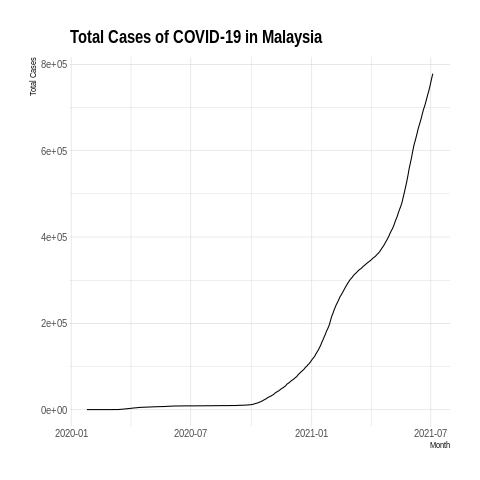 Total Cases of COVID-19 in Malaysia
Total Cases
8e+05
6e+05
4e+05
2e+05
0e+00
2020-01 2020-07 2021-01 2021-07
Month